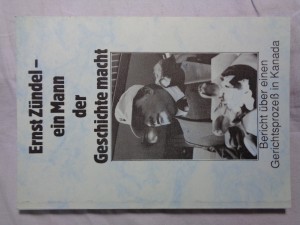 Ernst Zündel –
ein Mann
der
Geschichte macht
Bericht über einen
Gerichtsprozeß in Kanada